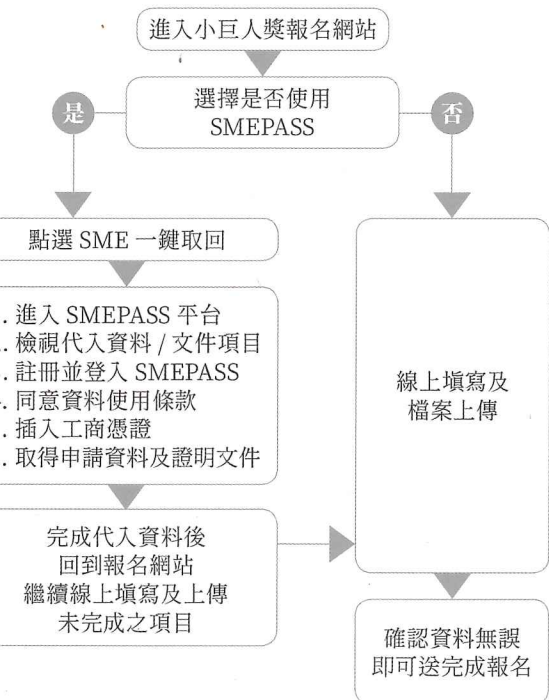 進入小巨人獎報名網站
選擇是否使用
SMEPASS
是
否
點選 SME 一鍵取回
. 進入 SMEPASS 平台
. 檢視代入資料 / 文件項目
. 註冊並登入 SMEPASS
. 同意資料使用條款
. 插入工商憑證
. 取得申請資料及證明文件
完成代入資料後
回到報名網站
繼續線上填寫及上傳
未完成之項目
線上填寫及
檔案上傳
確認資料無誤
即可送完成報名